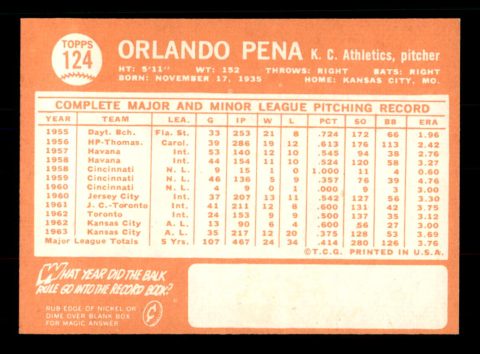 TOPPS
124
ORLANDO PENA K. C. Athletics, pitcher
HT: 5'11" WT: 152 THROWS: RIGHT BATS: RIGHT
BORN: NOVEMBER 17, 1935 HOME: KANSAS CITY, MO.
COMPLETE MAJOR AND MINOR LEAGUE PITCHING RECORD
YEAR TEAM LEA. G IP W L PCT SO BB ERA
1955 Dayt. Bch. Fla. St. 33 253 21 8 .724 172 66 1.96
1956 HP-Thomas. Carol. 39 286 19 12 .613 176 113 2.42
1957 Havana Int. 53 140 12 10 .545 94 38 2.76
1958 Havana Int. 44 154 11 10 .524 120 58 3.27
1958 Cincinnati N. L. 9 15 1 0 1.000 11 4 0.60
1959 Cincinnati N. L. 46 136 5 9 .357 76 39 4.76
1960 Cincinnati N. L. 4 9 0 1 .000 9 3 3.00
1960 Jersey City Int. 37 207 13 11 .542 127 56 3.30
1961 J. C.-Toronto Int. 41 211 12 8 .600 131 42 3.75
1962 Toronto Int. 24 153 9 9 .500 137 35 3.12
1962 Kansas City A. L. 13 90 6 4 .600 56 27 3.00
1963 Kansas City A. L. 35 217 12 20 .375 128 53 3.69
Major League Totals 5 Yrs. 107 467 24 34 .414 280 126 3.76
©T.C.G. PRINTED IN U.S.A.
WHAT YEAR DID THE BALK
RULE GO INTO THE RECORD BOOK?
RUB EDGE OF NICKEL OR
DIME OVER BLANK BOX
FOR MAGIC ANSWER